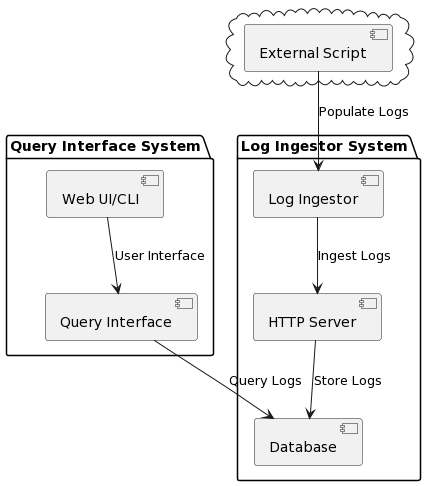 External Script
Populate Logs
Query Interface System
Log Ingestor System
Web UI/CLI
Log Ingestor
User Interface
Ingest Logs
Query Interface
HTTP Server
Query Logs
Store Logs
Database